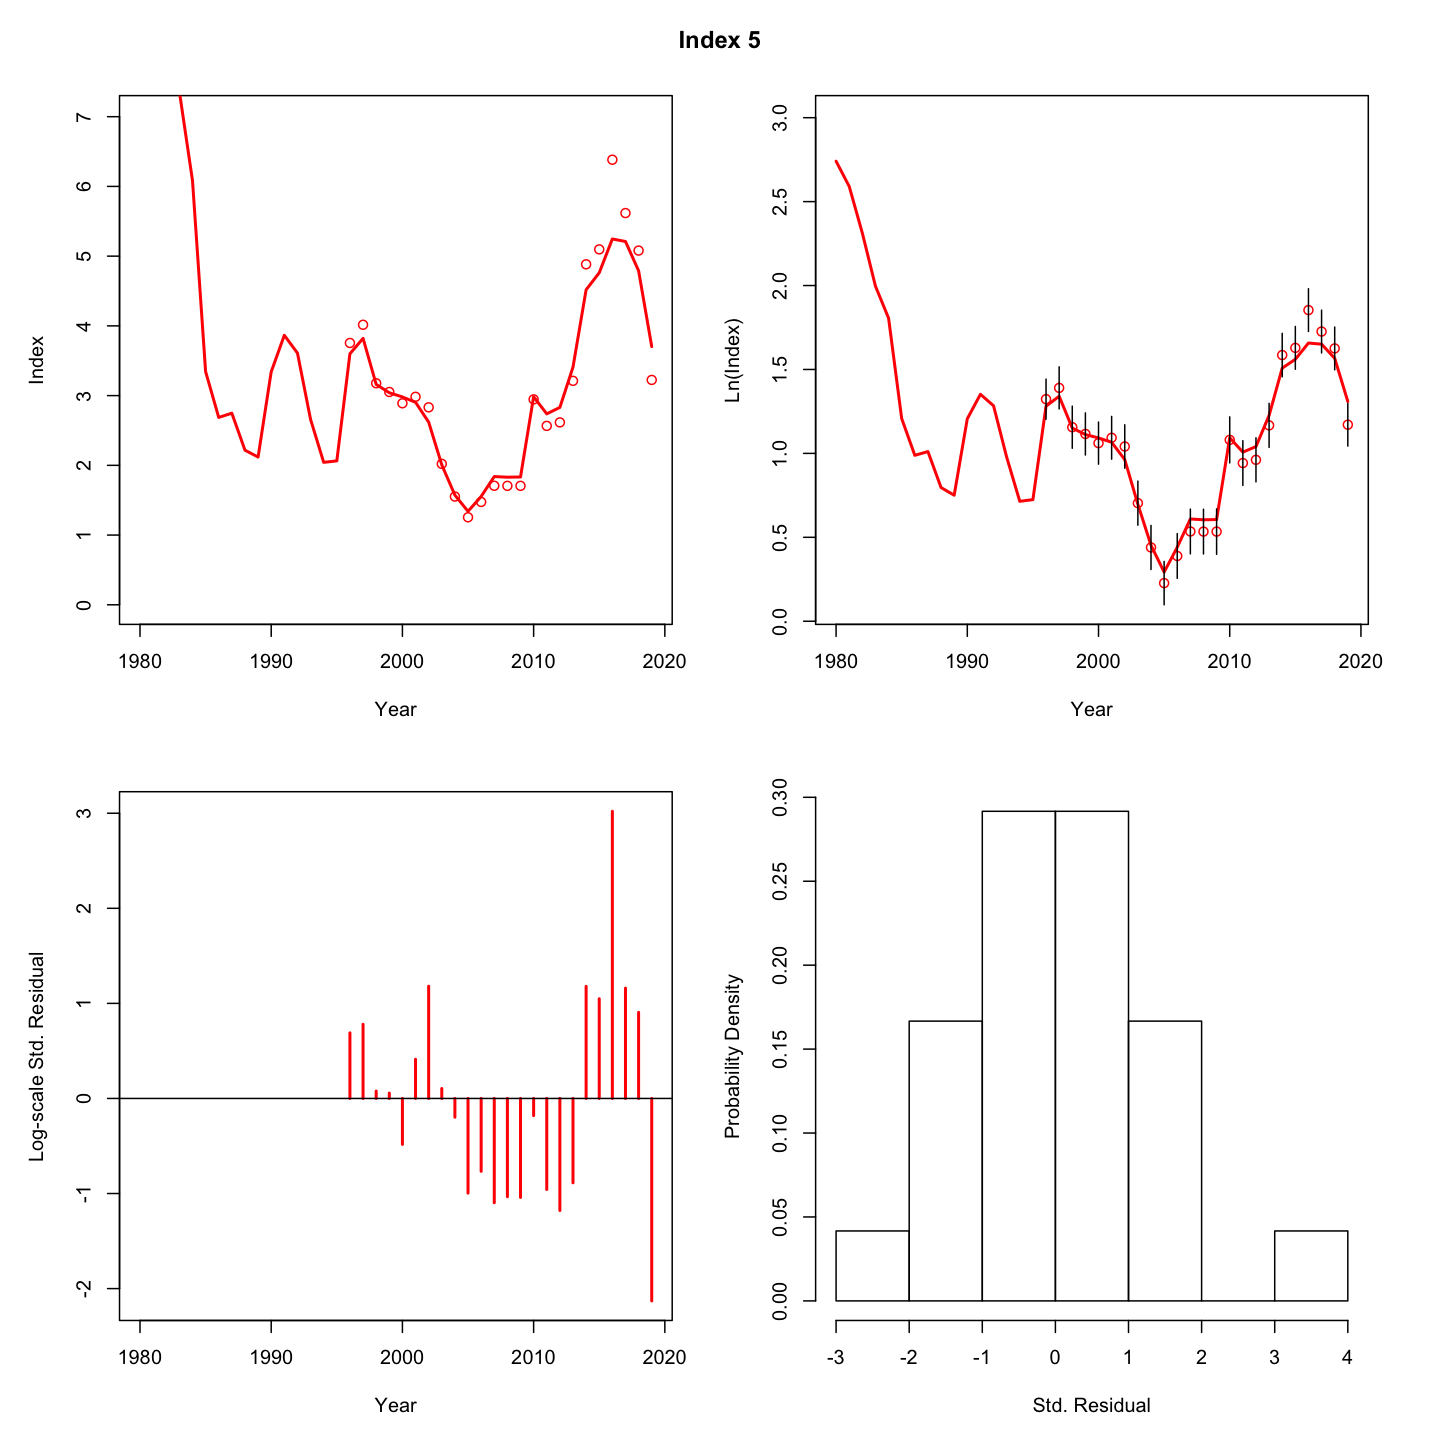 Index 5
7
6
5
4
3
2
1
0
Index
1980 1990 2000 2010 2020
Year
3.0
2.5
2.0
1.5
1.0
0.5
0.0
Ln(Index)
1980 1990 2000 2010 2020
Year
3
2
1
0
-1
-2
Log-scale Std. Residual
1980 1990 2000 2010 2020
Year
0.30
0.25
0.20
0.15
0.10
0.05
0.00
Probability Density
-3 -2 -1 0 1 2 3 4
Std. Residual